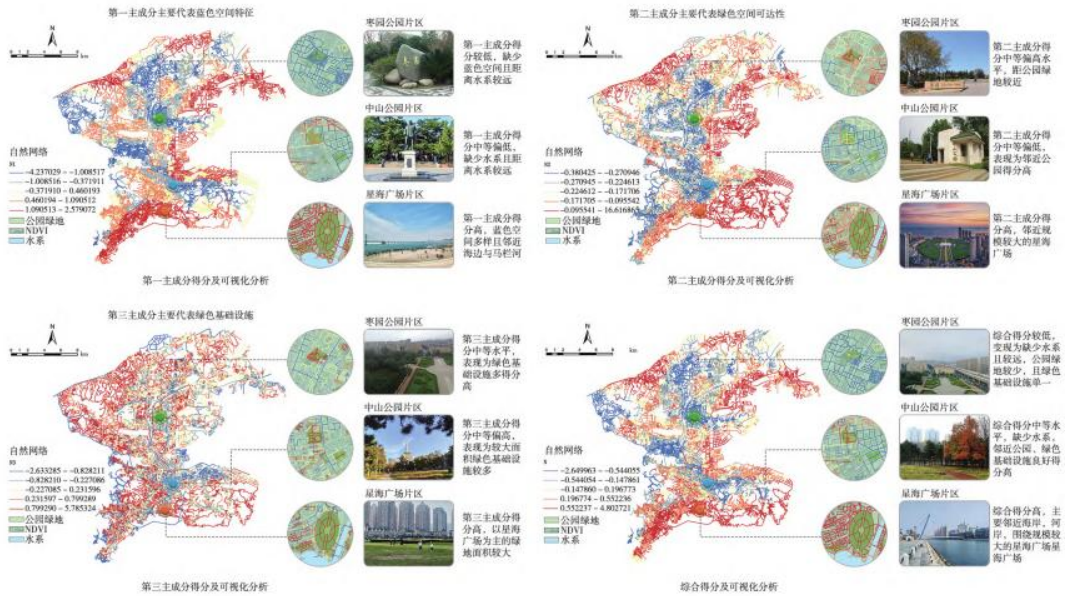 第一主成分主要代表蓝色空间特征
N
km
自然网络
-4.237029 - -1.008517
-1.008516 - -0.371911
-0.371910 - 0.460193
0.460194 - 1.090512
1.090513 - 2.579072
公园绿地
NDVI
水系
枣园公园片区
第一主成分得
分较低，缺少
蓝色空间且距
离水系较远
中山公园片区
第一主成分得
分中等偏低，
缺少水系且距
离水系较远
星海广场片区
第一主成分得
分高，蓝色空
间多样且邻近
海边与马栏河
第一主成分得分及可视化分析
第二主成分主要代表绿色空间可达性
N
km
自然网络
-0.380425 - -0.270946
-0.270945 - -0.224613
-0.224612 - -0.171706
-0.171705 - -0.095542
-0.095541 - 16.616863
公园绿地
NDVI
水系
枣园公园片区
第二主成分得
分中等偏高水
平，距公园绿
地较近
中山公园片区
第二主成分得
分中等偏低，
表现为邻近公
园得分高
星海广场片区
第二主成分得
分高，邻近规
模较大的星海
广场
第二主成分得分及可视化分析
第三主成分主要代表绿色基础设施
N
km
自然网络
-2.633285 - -0.828211
-0.828210 - -0.227086
-0.227085 - 0.231596
0.231597 - 0.799289
0.799290 - 5.785324
公园绿地
NDVI
水系
枣园公园片区
第三主成分得
分中等水平，
表现为绿色基
础设施多得分
高
中山公园片区
第三主成分得
分中等偏高，
表现为较大面
积绿色基础设
施较多
星海广场片区
第三主成分得
分高，以星海
广场为主的绿
地面积较大
第三主成分得分及可视化分析
N
km
自然网络
-2.649963 - -0.544055
-0.544054 - -0.147861
-0.147860 - 0.196773
0.196774 - 0.552236
0.552237 - 4.802721
公园绿地
NDVI
水系
枣园公园片区
综合得分较低，
变现为缺少水系
且较远，公园绿
地较少，且绿色
基础设施单一
中山公园片区
综合得分中等水
平，缺少水系，
邻近公园、绿色
基础设施良好得
分高
星海广场片区
综合得分高，主
要邻近海岸，河
岸，围绕规模较
大的星海广场星
海广场
综合得分及可视化分析